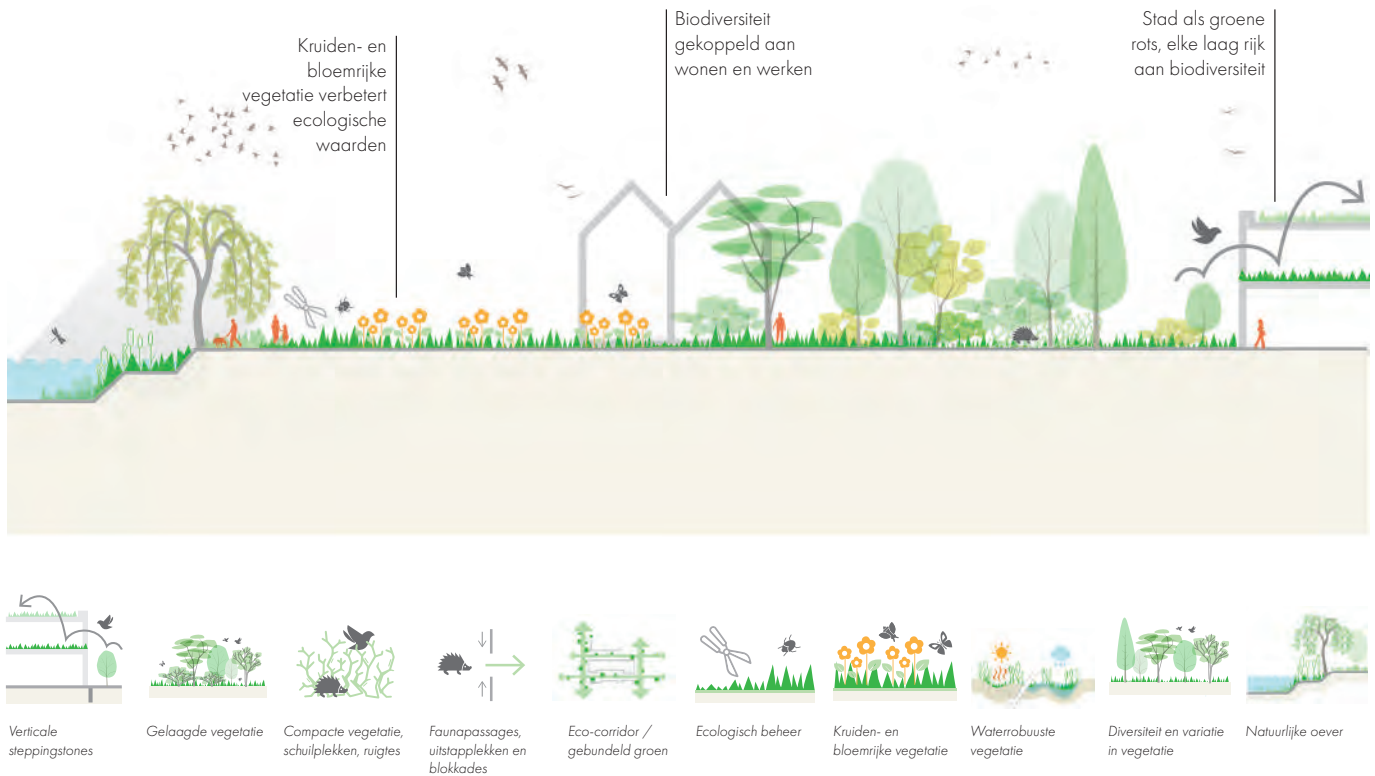 Kruiden- en
bloemrijke
vegetatie verbetert
ecologische
waarden
Biodiversiteit
gekoppeld aan
wonen en werken
Stad als groene
rots, elke laag rijk
aan biodiversiteit
Verticale
steppingstones
Gelaagde vegetatie
Compacte vegetatie,
schuilplekken, ruigtes
Faunapassages,
uitstapplekken en
blokkades
Eco-corridor /
gebundeld groen
Ecologisch beheer
Kruiden- en
bloemrijke vegetatie
Waterrobuuste
vegetatie
Diversiteit en variatie
in vegetatie
Natuurlijke oever